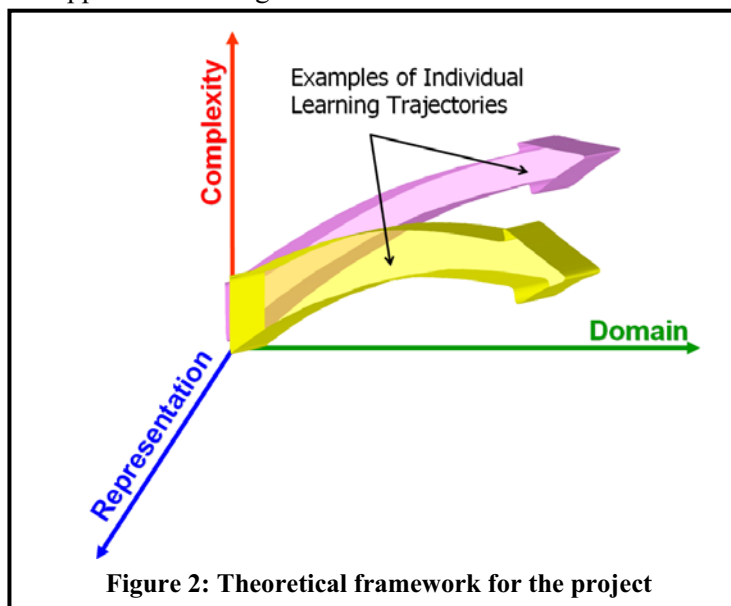 Complexity
Examples of Individual
Learning Trajectories
Domain
Representation
Figure 2: Theoretical framework for the project